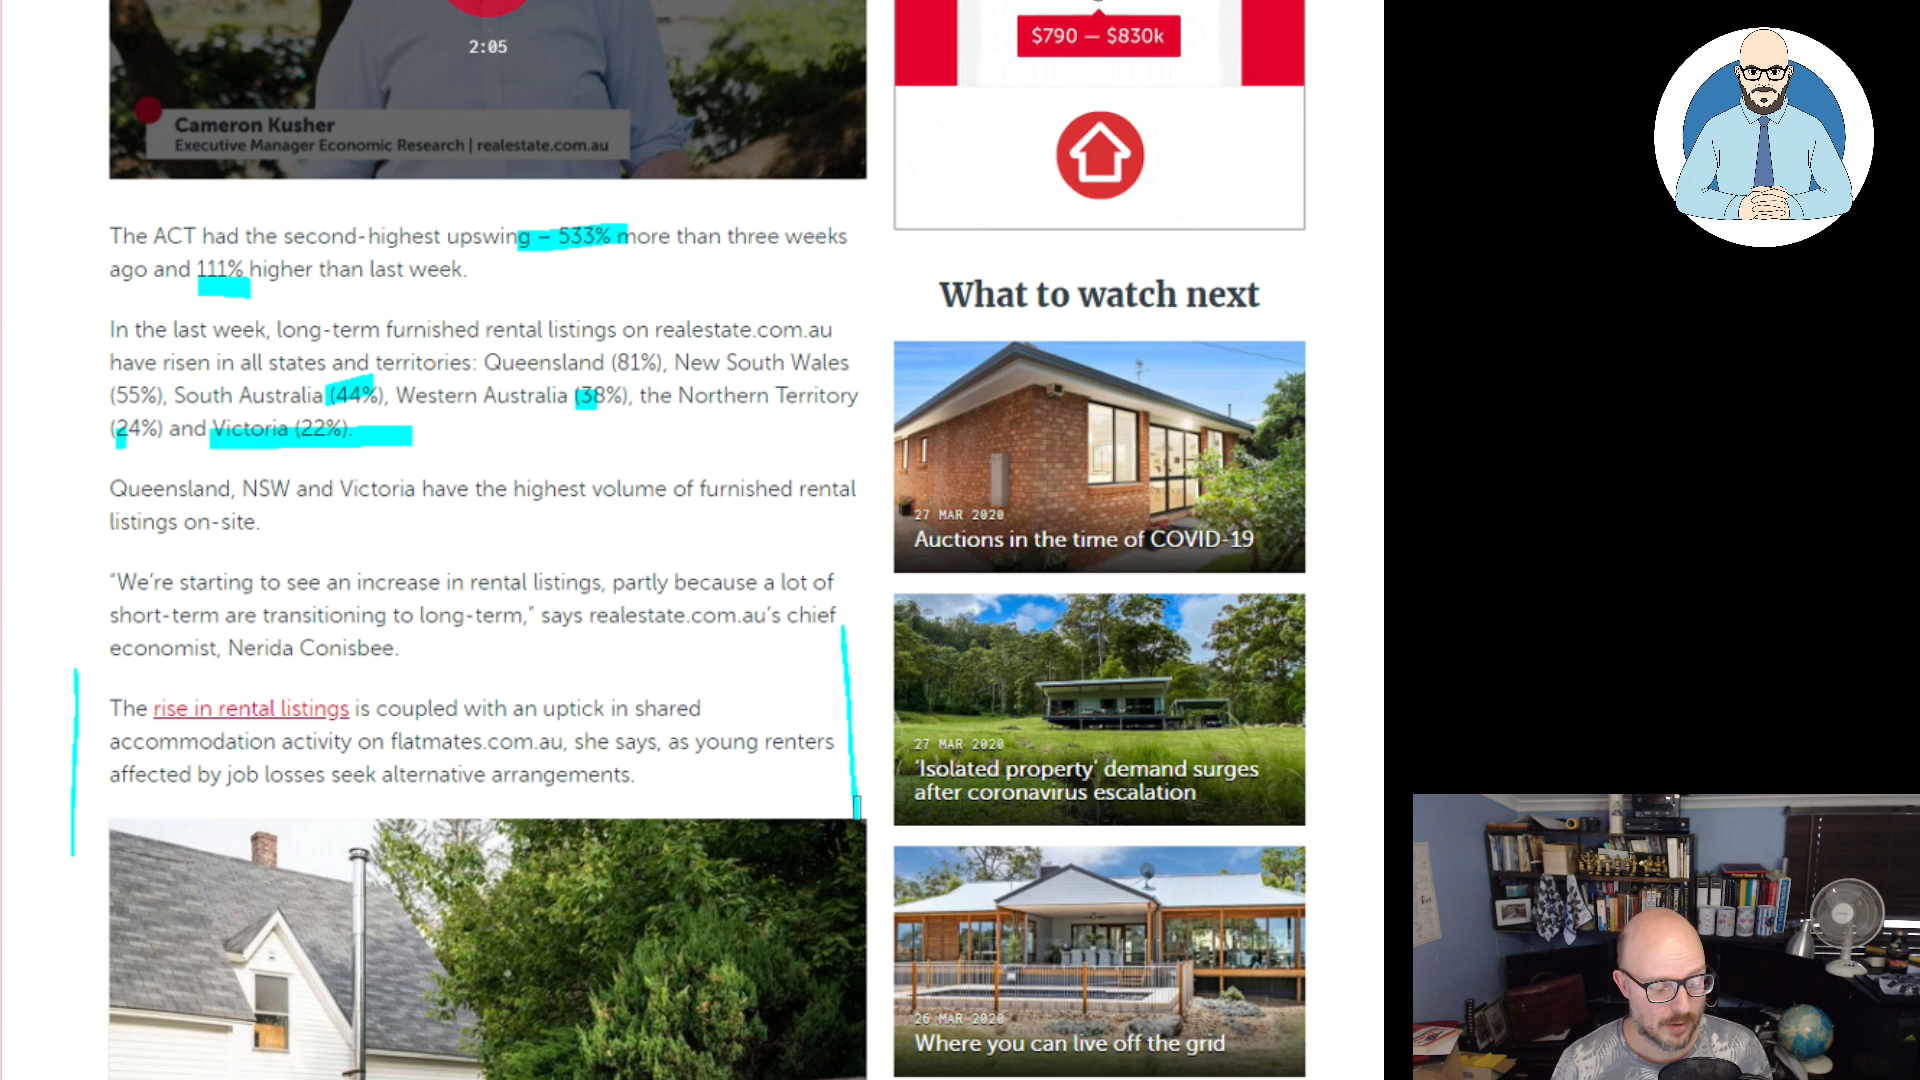 2:05
Cameron Kusher
Executive Manager Economic Research | realestate.com.au
The ACT had the second-highest upswing – 533% more than three weeks
ago and 111% higher than last week.
In the last week, long-term furnished rental listings on realestate.com.au
have risen in all states and territories: Queensland (81%), New South Wales
(55%), South Australia (44%), Western Australia (38%), the Northern Territory
(24%) and Victoria (22%).
Queensland, NSW and Victoria have the highest volume of furnished rental
listings on-site.
“We’re starting to see an increase in rental listings, partly because a lot of
short-term are transitioning to long-term,” says realestate.com.au’s chief
economist, Nerida Conisbee.
The rise in rental listings is coupled with an uptick in shared
accommodation activity on flatmates.com.au, she says, as young renters
affected by job losses seek alternative arrangements.
$790 — $830k
What to watch next
27 MAR 2020
Auctions in the time of COVID-19
27 MAR 2020
‘Isolated property’ demand surges
after coronavirus escalation
26 MAR 2020
Where you can live off the grid